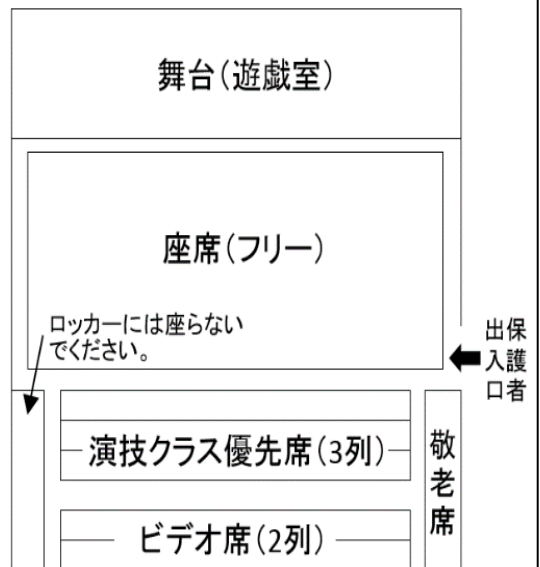 舞台(遊戯室)
座席(フリー)
ロッカーには座らない
でください。
保護者
出入口
演技クラス優先席(3列)
敬老席
ビデオ席(2列)